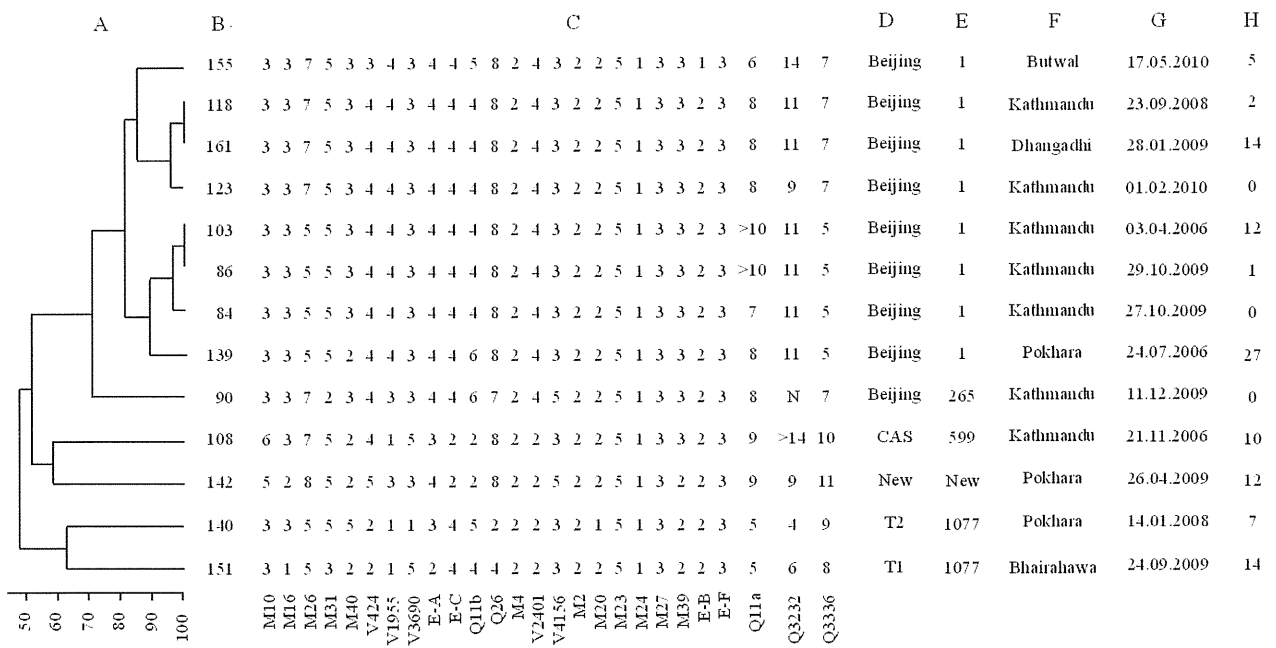 A B C D E F G H
155 3 3 7 5 3 3 4 3 4 4 5 8 2 4 3 2 2 5 1 3 3 1 3 6 14 7 Beijing 1 Butwal 17.05.2010 5
118 3 3 7 5 3 4 4 3 4 4 4 8 2 4 3 2 2 5 1 3 3 2 3 8 11 7 Beijing 1 Kathmandu 23.09.2008 2
161 3 3 7 5 3 4 4 3 4 4 4 8 2 4 3 2 2 5 1 3 3 2 3 8 11 7 Beijing 1 Dhangadhi 28.01.2009 14
123 3 3 7 5 3 4 4 3 4 4 4 8 2 4 3 2 2 5 1 3 3 2 3 8 9 7 Beijing 1 Kathmandu 01.02.2010 0
103 3 3 5 5 3 4 4 3 4 4 4 8 2 4 3 2 2 5 1 3 3 2 3 >10 11 5 Beijing 1 Kathmandu 03.04.2006 12
86 3 3 5 5 3 4 4 3 4 4 4 8 2 4 3 2 2 5 1 3 3 2 3 >10 11 5 Beijing 1 Kathmandu 29.10.2009 1
84 3 3 5 5 3 4 4 3 4 4 4 8 2 4 3 2 2 5 1 3 3 2 3 7 11 5 Beijing 1 Kathmandu 27.10.2009 0
139 3 3 5 5 2 4 4 3 4 4 6 8 2 4 3 2 2 5 1 3 3 2 3 8 11 5 Beijing 1 Pokhara 24.07.2006 27
90 3 3 7 2 3 4 3 3 4 4 6 7 2 4 5 2 2 5 1 3 3 2 3 8 N 7 Beijing 265 Kathmandu 11.12.2009 0
108 6 3 7 5 2 4 1 5 3 2 2 8 2 2 3 2 2 5 1 3 3 2 3 9 >14 10 CAS 599 Kathmandu 21.11.2006 10
142 5 2 8 5 2 5 3 3 4 2 2 8 2 2 5 2 2 5 1 3 2 2 3 9 9 11 New New Pokhara 26.04.2009 12
140 3 3 5 5 5 2 1 1 3 4 5 2 2 2 3 2 1 5 1 3 2 2 3 5 4 9 T2 1077 Pokhara 14.01.2008 7
151 3 1 5 3 2 2 1 5 2 4 4 4 2 2 3 2 2 5 1 3 2 2 3 5 6 8 T1 1077 Bhairahawa 24.09.2009 14
50 60 70 80 90 100 M10 M16 M26 M31 M40 V424 V1955 V3690 E-A E-C Q11b Q26 M4 V2401 V4156 M2 M20 M23 M24 M27 M39 E-B E-F Q11a Q3232 Q3336